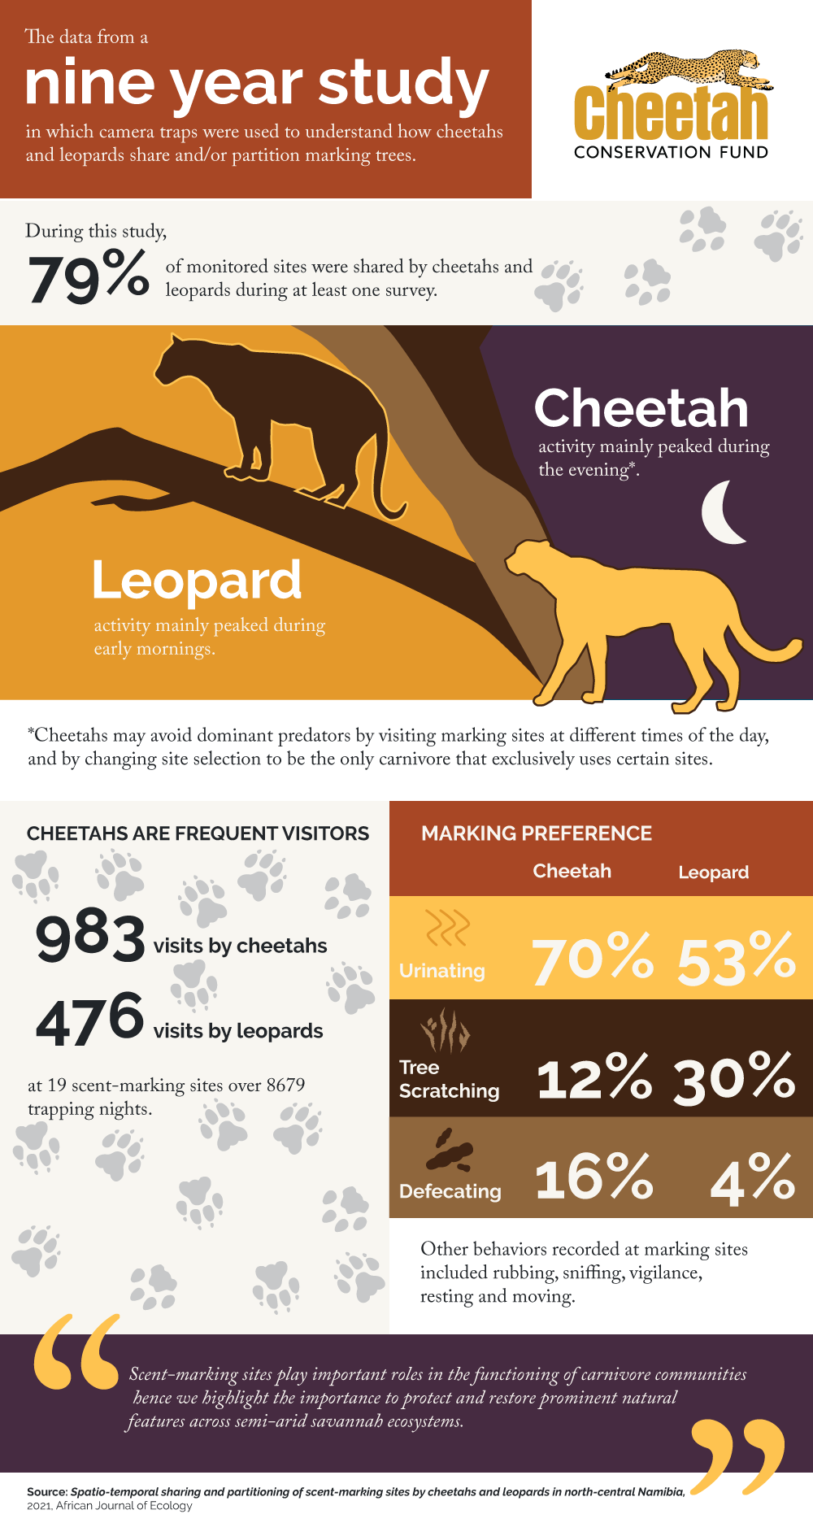 The data from a
nine year study
in which camera traps were used to understand how cheetahs
and leopards share and/or partition marking trees.
Cheetah
CONSERVATION FUND
During this study,
79%
of monitored sites were shared by cheetahs and
leopards during at least one survey.
Cheetah
activity mainly peaked during
the evening*.
Leopard
activity mainly peaked during
early mornings.
*Cheetahs may avoid dominant predators by visiting marking sites at different times of the day,
and by changing site selection to be the only carnivore that exclusively uses certain sites.
CHEETAHS ARE FREQUENT VISITORS
983 visits by cheetahs
476 visits by leopards
at 19 scent-marking sites over 8679
trapping nights.
MARKING PREFERENCE
Cheetah Leopard
Urinating 70% 53%
Tree
Scratching 12% 30%
Defecating 16% 4%
Other behaviors recorded at marking sites
included rubbing, sniffing, vigilance,
resting and moving.
“
Scent-marking sites play important roles in the functioning of carnivore communities
hence we highlight the importance to protect and restore prominent natural
features across semi-arid savannah ecosystems.
”
Source: Spatio-temporal sharing and partitioning of scent-marking sites by cheetahs and leopards in north-central Namibia,
2021, African Journal of Ecology